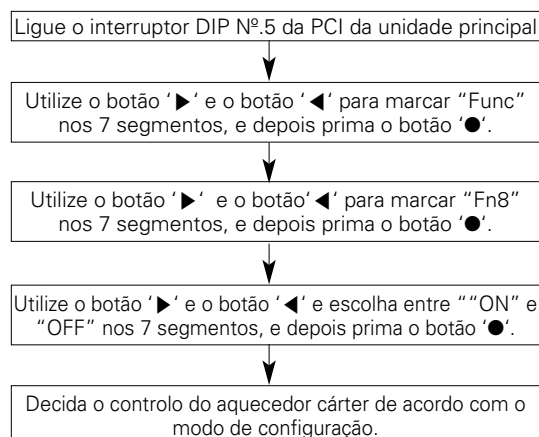 Ligue o interruptor DIP Nº.5 da PCI da unidade principal
Utilize o botão ‘▶‘ e o botão ‘◀‘ para marcar “Func”
nos 7 segmentos, e depois prima o botão ‘●‘.
Utilize o botão ‘▶‘ e o botão‘◀‘ para marcar “Fn8”
nos 7 segmentos, e depois prima o botão ‘●‘.
Utilize o botão ‘▶‘ e o botão ‘◀‘ e escolha entre ““ON” e
“OFF” nos 7 segmentos, e depois prima o botão ‘●‘.
Decida o controlo do aquecedor cárter de acordo com o
modo de configuração.